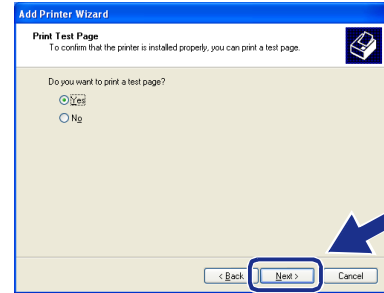 Add Printer Wizard
Print Test Page
To confirm that the printer is installed properly, you can print a test page.
Do you want to print a test page?
Yes
No
< Back
Next >
Cancel